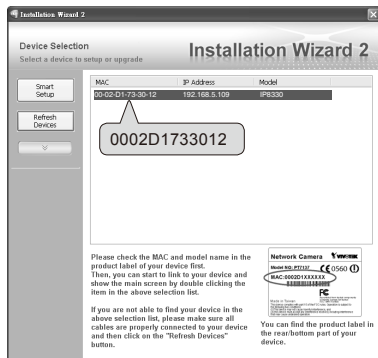 Installation Wizard 2
Device Selection
Select a device to setup or upgrade
Installation Wizard 2
Smart
Setup
Refresh
Devices
MAC IP Address Model
00-02-D1-73-30-12 192.168.5.109 IP8330
0002D1733012
Please check the MAC and model name in the
product label of your device first.
Then, you can start to link to your device and
show the main screen by double clicking the
item in the above selection list.
If you are not able to find your device in the
above selection list, please make sure all
cables are properly connected to your device
and then click on the "Refresh Devices"
button.
Network Camera VIVOTEK
Model NO: PT7137
CE 0560
MAC:0002D1XXXXXX
FC
Made in Taiwan
You can find the product label in
the rear/bottom part of your
device.